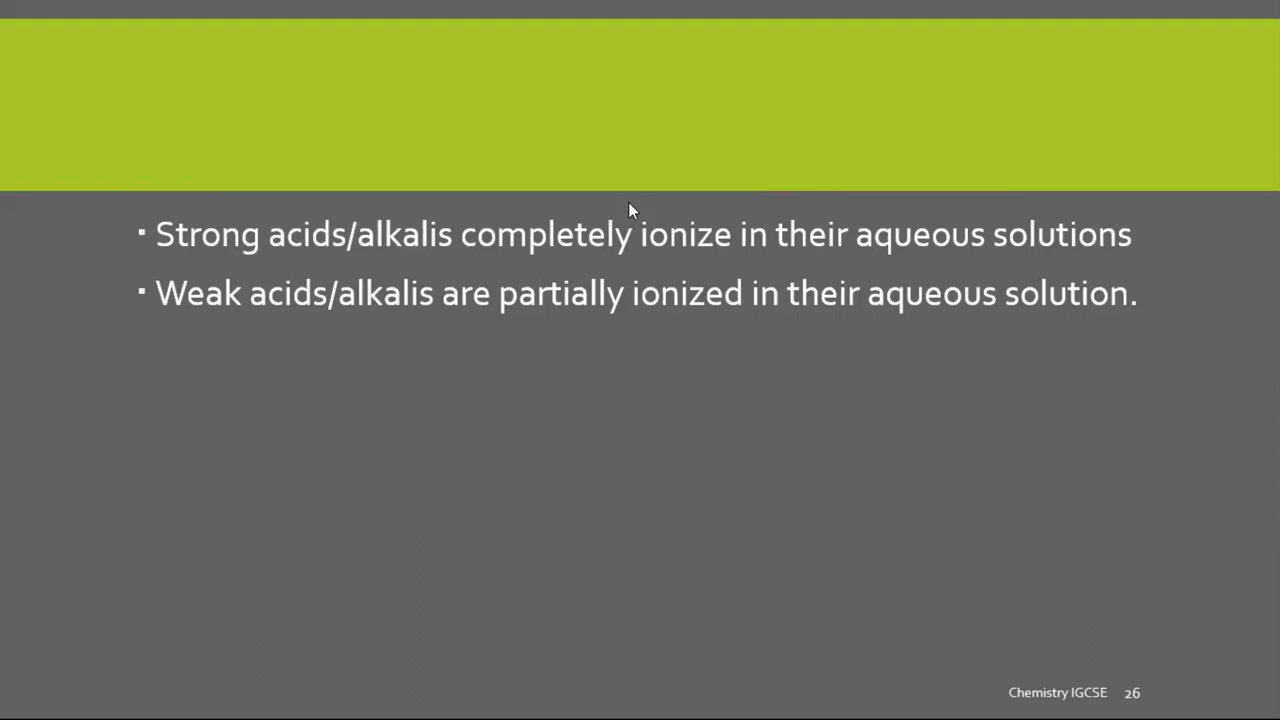 ▪ Strong acids/alkalis completely ionize in their aqueous solutions
▪ Weak acids/alkalis are partially ionized in their aqueous solution.
Chemistry IGCSE 26